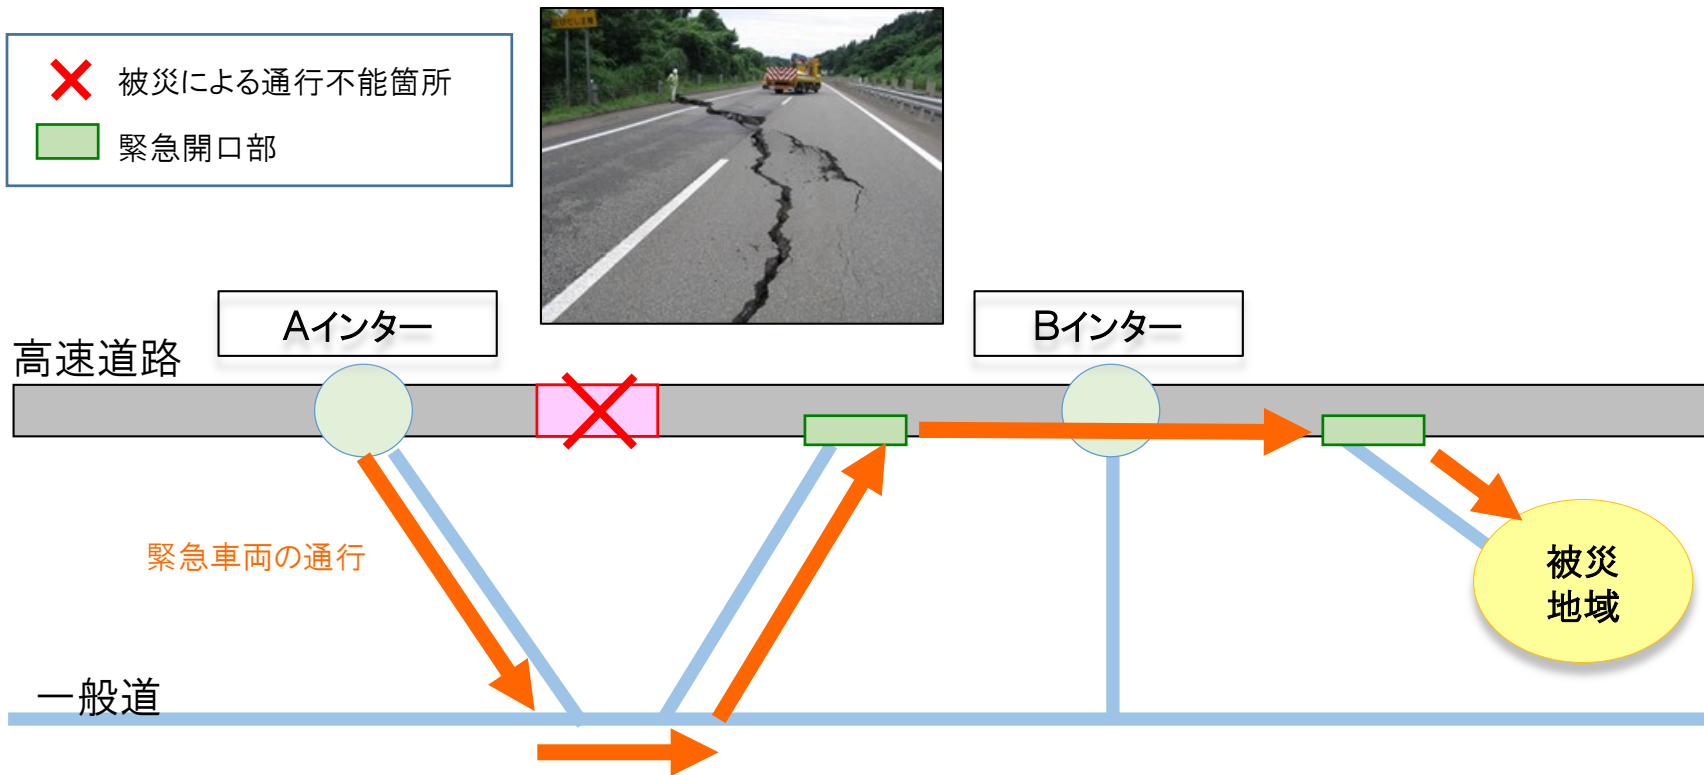 被災による通行不能箇所
緊急開口部
Aインター
Bインター
高速道路
緊急車両の通行
被災
地域
一般道